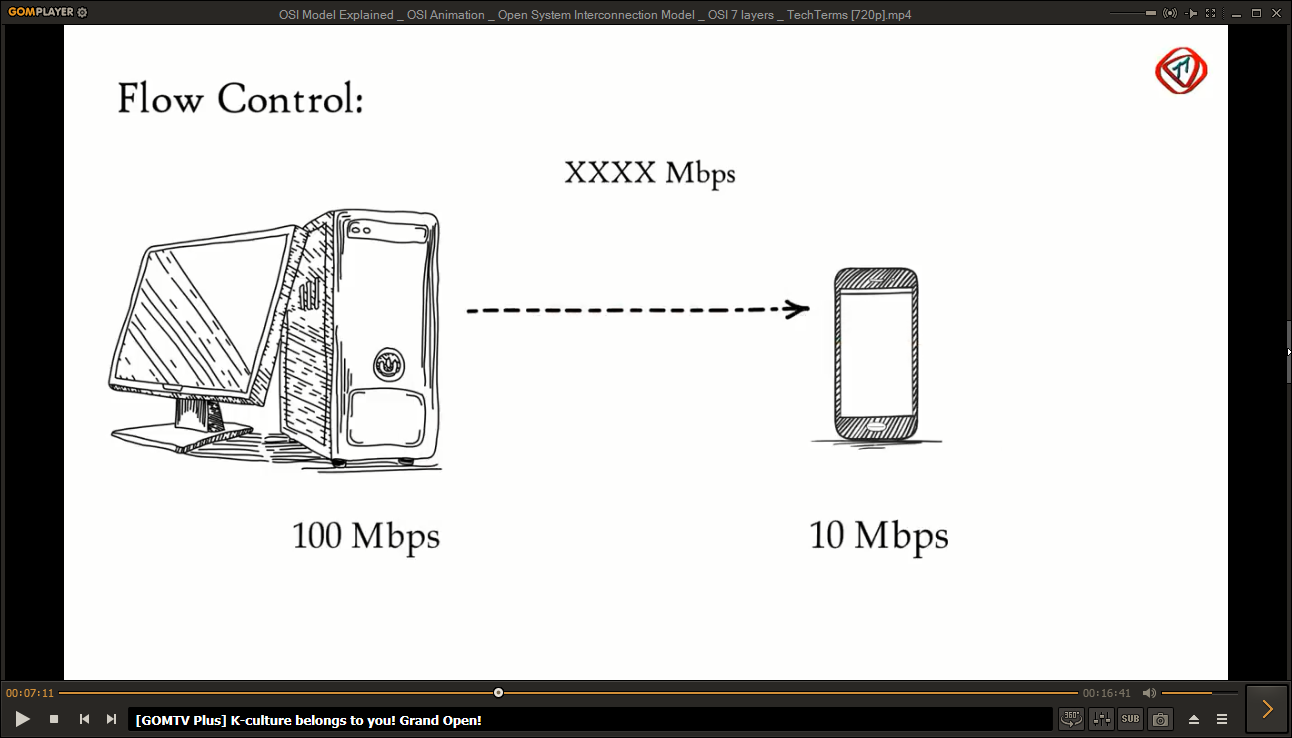 GOMPLAYER
OSI Model Explained _ OSI Animation _ Open System Interconnection Model _ OSI 7 layers _ TechTerms [720p].mp4
Flow Control:
XXXX Mbps
100 Mbps
10 Mbps
00:07:11
00:16:41
[GOMTV Plus] K-culture belongs to you! Grand Open!
360°
SUB